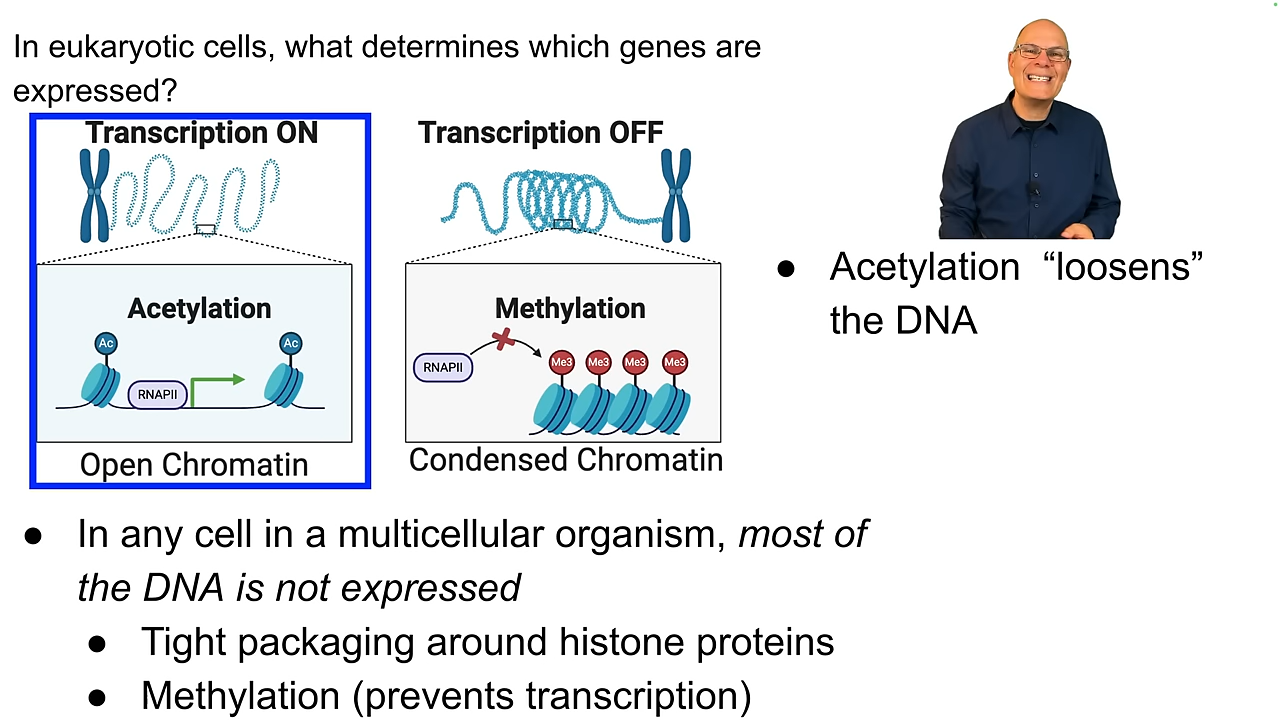 In eukaryotic cells, what determines which genes are
expressed?
Transcription ON
Transcription OFF
Acetylation
Ac
Ac
RNAPII
Open Chromatin
Methylation
RNAPII
Me3
Me3
Me3
Me3
Condensed Chromatin
● Acetylation “loosens”
the DNA
● In any cell in a multicellular organism, most of
the DNA is not expressed
● Tight packaging around histone proteins
● Methylation (prevents transcription)